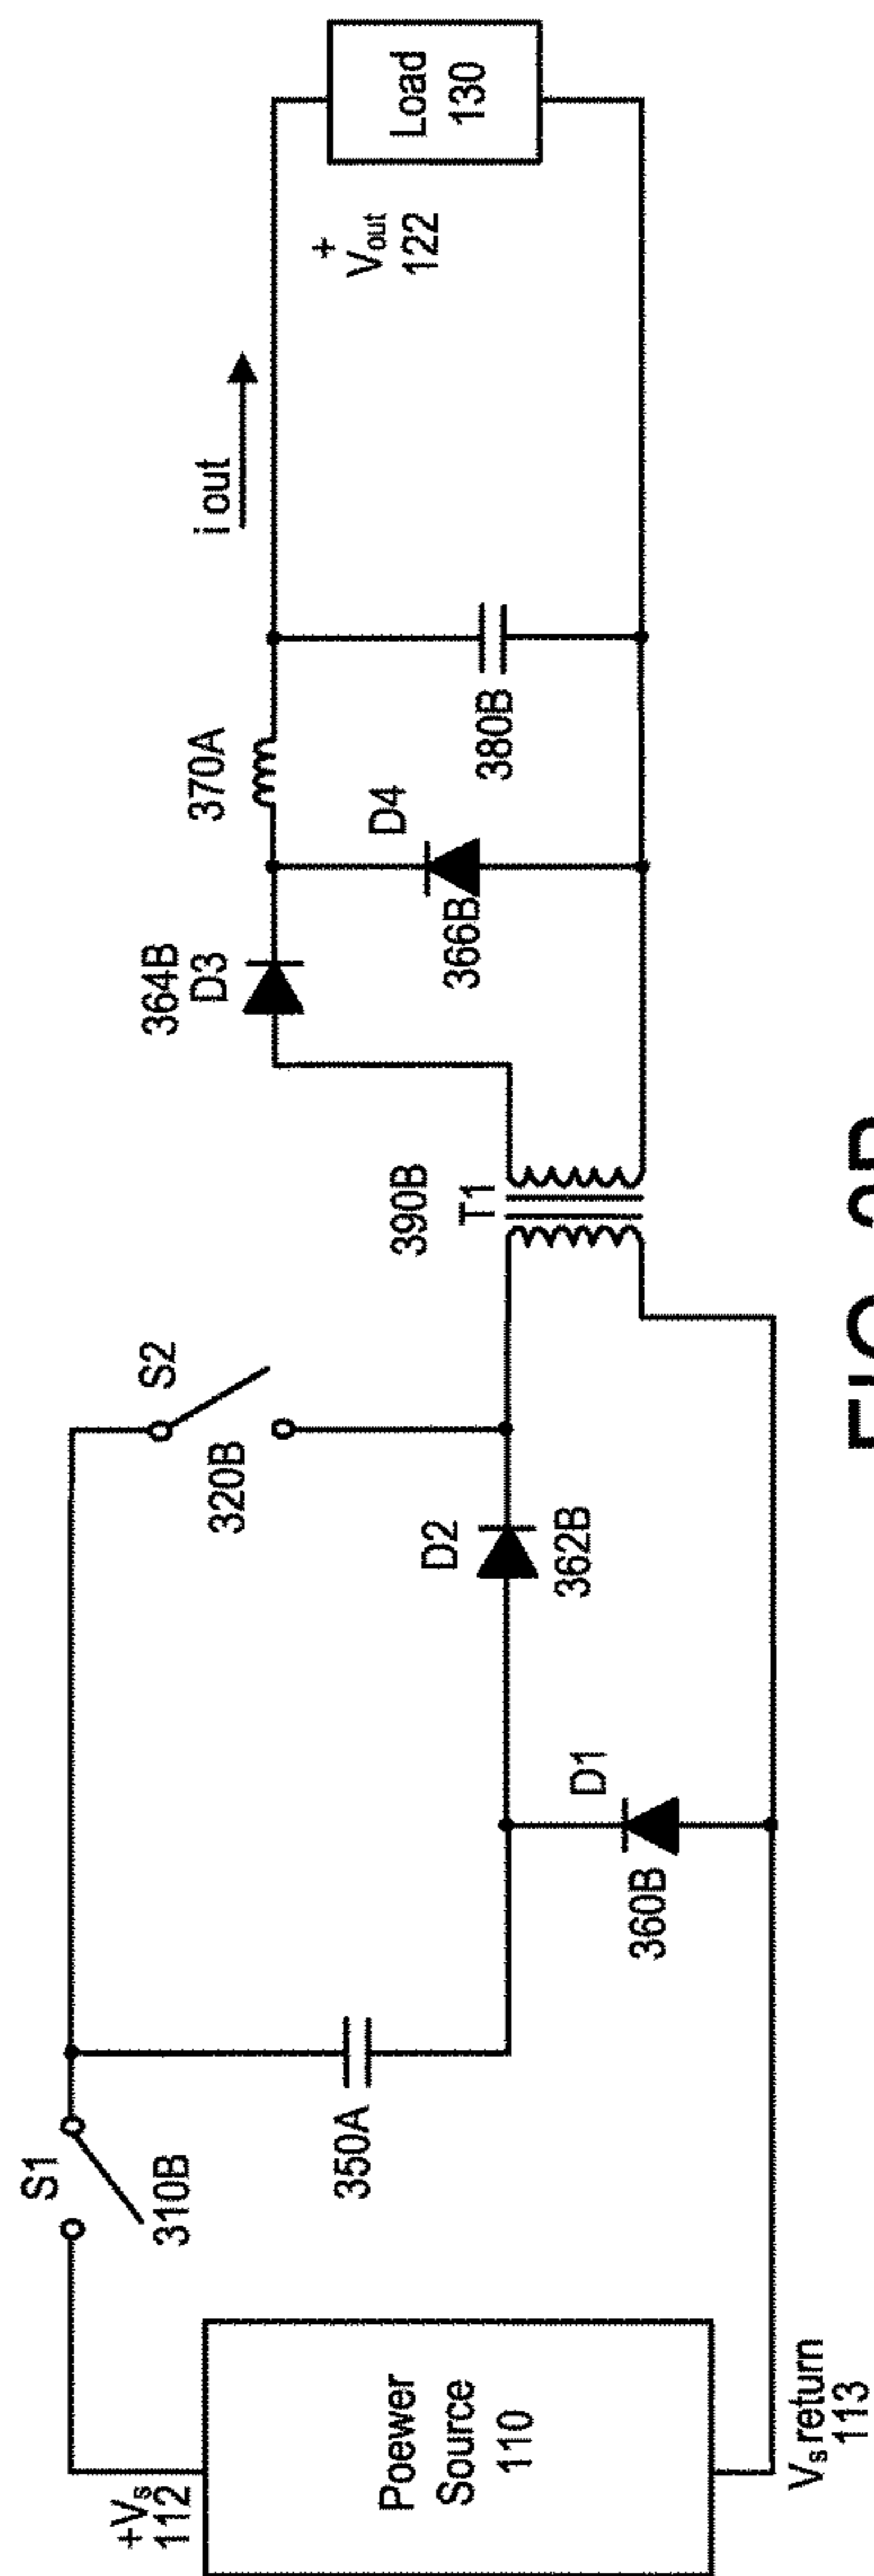 +Vs
112
Poewer
Source
110
Vs return
113
S1
310B
350A
D1
360B
D2
362B
S2
320B
390B
T1
364B
D3
D4
366B
370A
380B
i out
+
Vout
122
Load
130
FIG